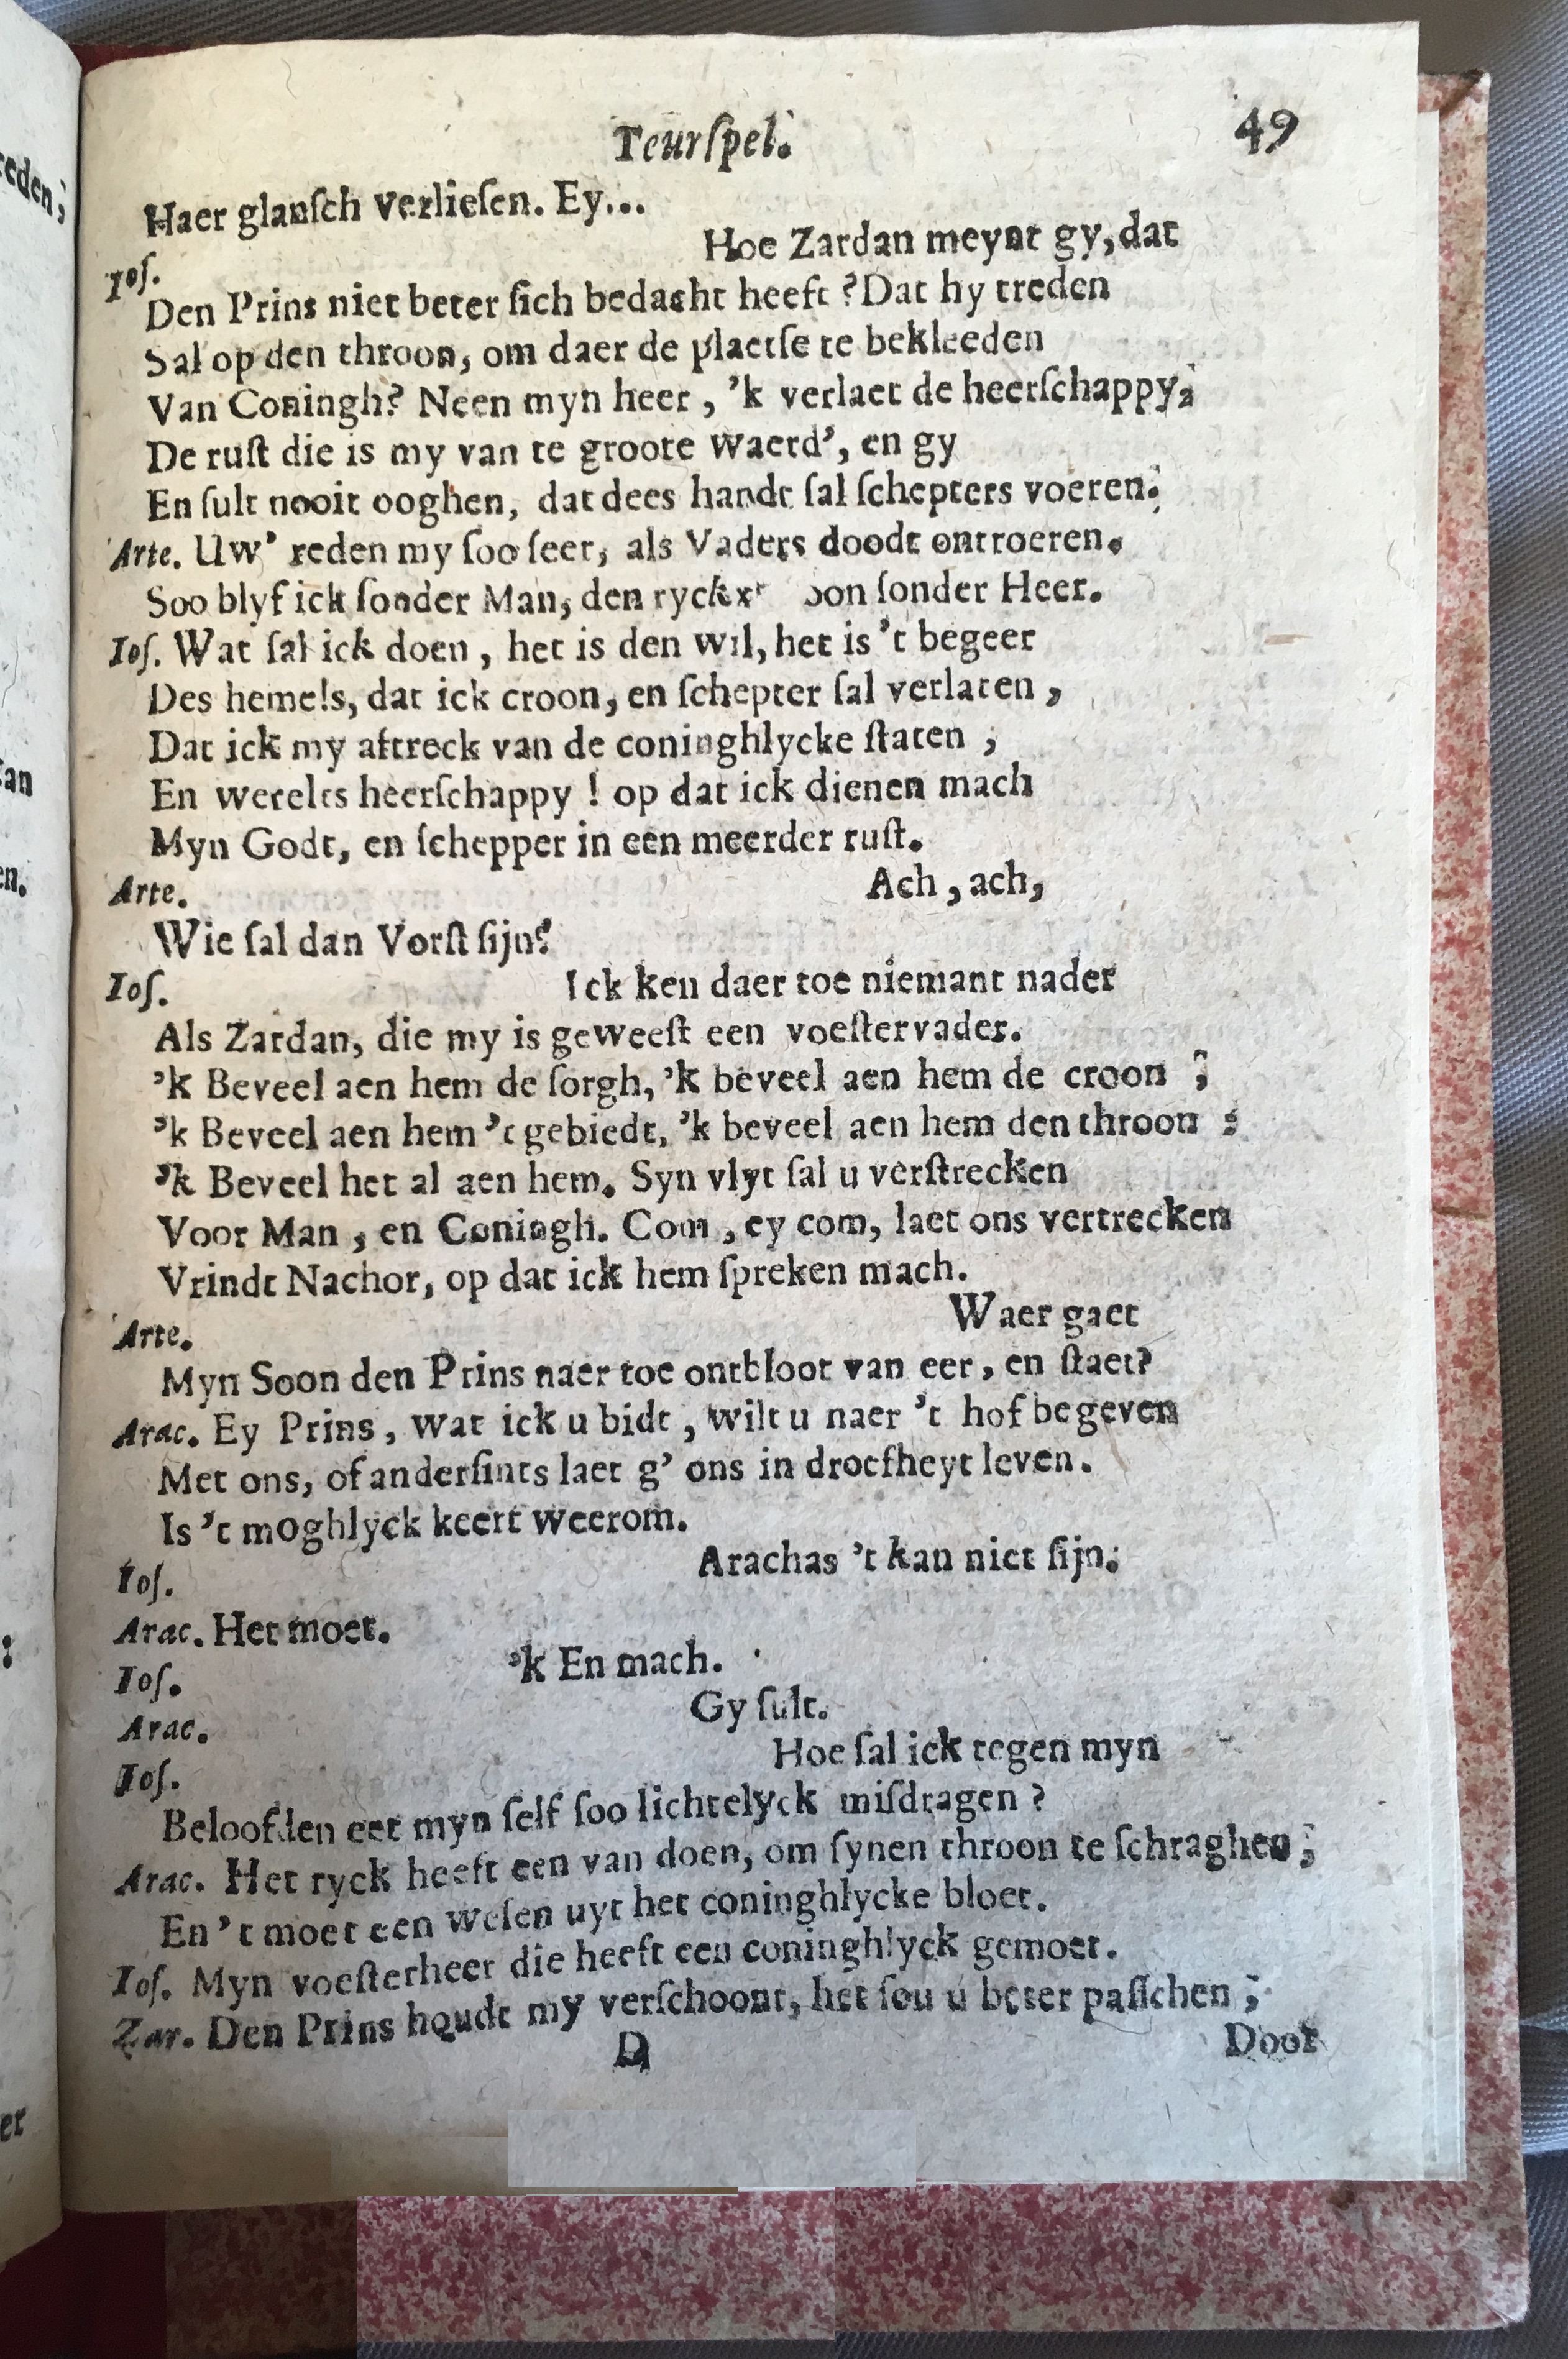 Teurſpel. 49
Haer glanſch verlieſen. Ey...
Ioſ. Hoe Zardan meynt gy, dat
Den Prins niet beter ſich bedacht heeft? Dat hy treden
Sal op den throon, om daer de plaetſe te bekleeden
Van Coningh? Neen myn heer, 'k verlaet de heerſchappy;
De ruſt die is my van te groote waerd', en gy
En ſult nooit ooghen, dat dees handt ſal ſchepters voeren.
Arte. Uw' reden my ſoo ſeer, als Vaders doodt ontroeren.
Soo blyf ick ſonder Man, den ryckx oon ſonder Heer.
Ioſ. Wat ſal ick doen, het is den wil, het is 't begeer
Des hemels, dat ick croon, en ſchepter ſal verlaten,
Dat ick my aftreck van de coninghlycke ſtaten;
En werelts heerſchappy! op dat ick dienen mach
Myn Godt, en ſchepper in een meerder ruſt.
Arte. Ach, ach,
Wie ſal dan Vorſt ſijn?
Ioſ. Ick ken daer toe niemant nader
Als Zardan, die my is geweeſt een voeſtervader.
'k Beveel aen hem de ſorgh, 'k beveel aen hem de croon;
'k Beveel aen hem 't gebiedt, 'k beveel aen hem den throon:
'k Beveel het al aen hem. Syn vlyt ſal u verſtrecken
Voor Man, en Coningh. Com, ey com, laet ons vertrecken
Vrindt Nachor, op dat ick hem ſpreken mach.
Arte. Waer gaet
Myn Soon den Prins naer toe ontbloot van eer, en ſtaet?
Arac. Ey Prins, wat ick u bidt, wilt u naer 't hof begeven
Met ons, of anderſints laet g' ons in droefheyt leven.
Is 't moghlyck keert weerom.
Ioſ. Arachas 't kan niet ſijn.
Arac. Het moet.
Ioſ. 'k En mach.
Arac. Gy ſult.
Ioſ. Hoe ſal ick tegen myn
Beloofden eet myn ſelf ſoo lichtelyck miſdragen?
Arac. Het ryck heeft een van doen, om ſynen throon te ſchraghen;
En 't moet een weſen uyt het coninghlycke bloet.
Ioſ. Myn voeſterheer die heeft een coninghlyck gemoet.
Zar. Den Prins houdt my verſchoont, het ſou u beter paſſchen;
D Door